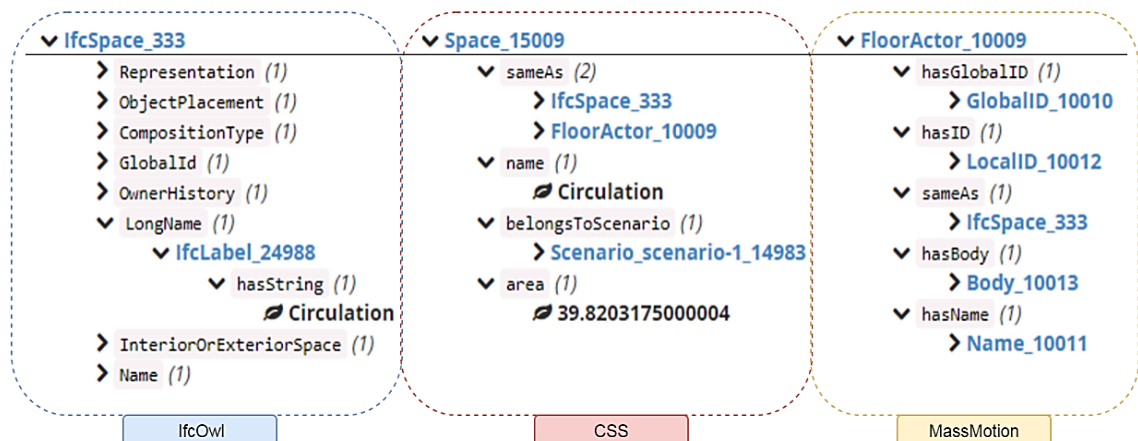 IfcSpace_333
Representation (1)
ObjectPlacement (1)
CompositionType (1)
GlobalId (1)
OwnerHistory (1)
LongName (1)
IfcLabel_24988
hasString (1)
Circulation
InteriorOrExteriorSpace (1)
Name (1)
IfcOwl
Space_15009
sameAs (2)
IfcSpace_333
FloorActor_10009
name (1)
Circulation
belongsToScenario (1)
Scenario_scenario-1_14983
area (1)
39.8203175000004
CSS
FloorActor_10009
hasGlobalID (1)
GlobalID_10010
hasID (1)
LocalID_10012
sameAs (1)
IfcSpace_333
hasBody (1)
Body_10013
hasName (1)
Name_10011
MassMotion